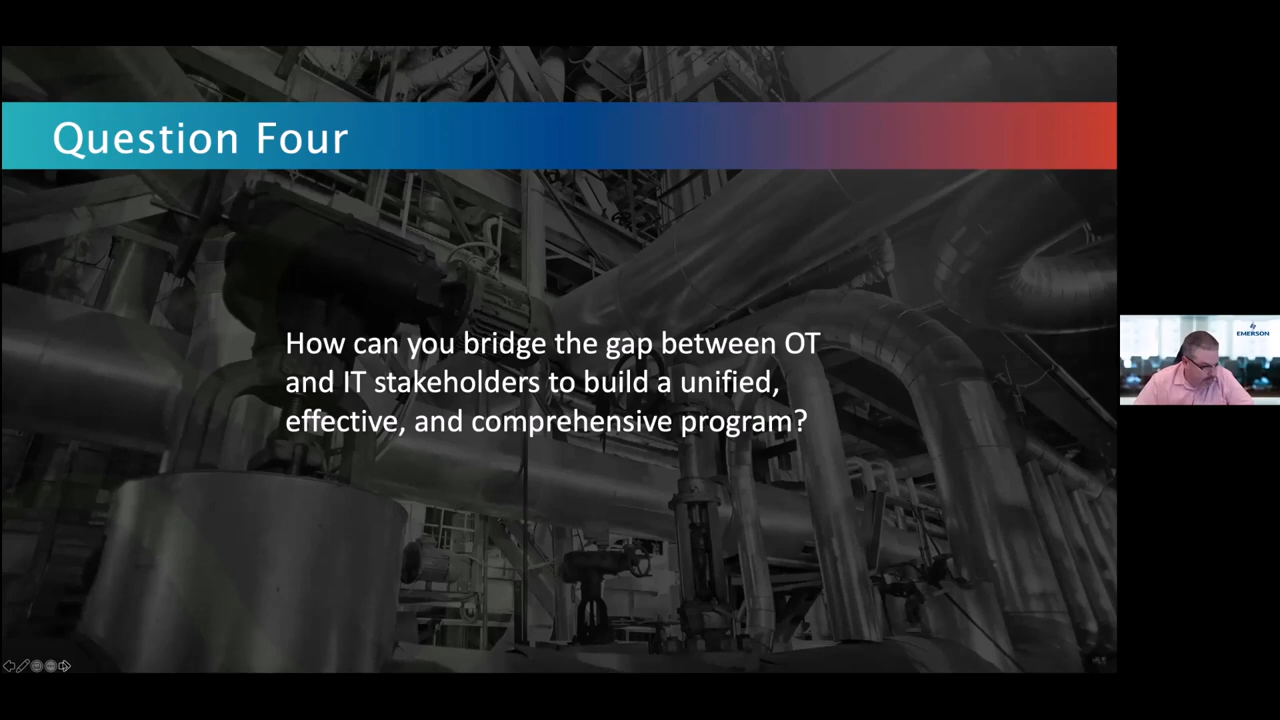 Question Four
How can you bridge the gap between OT
and IT stakeholders to build a unified,
effective, and comprehensive program?
EMERSON